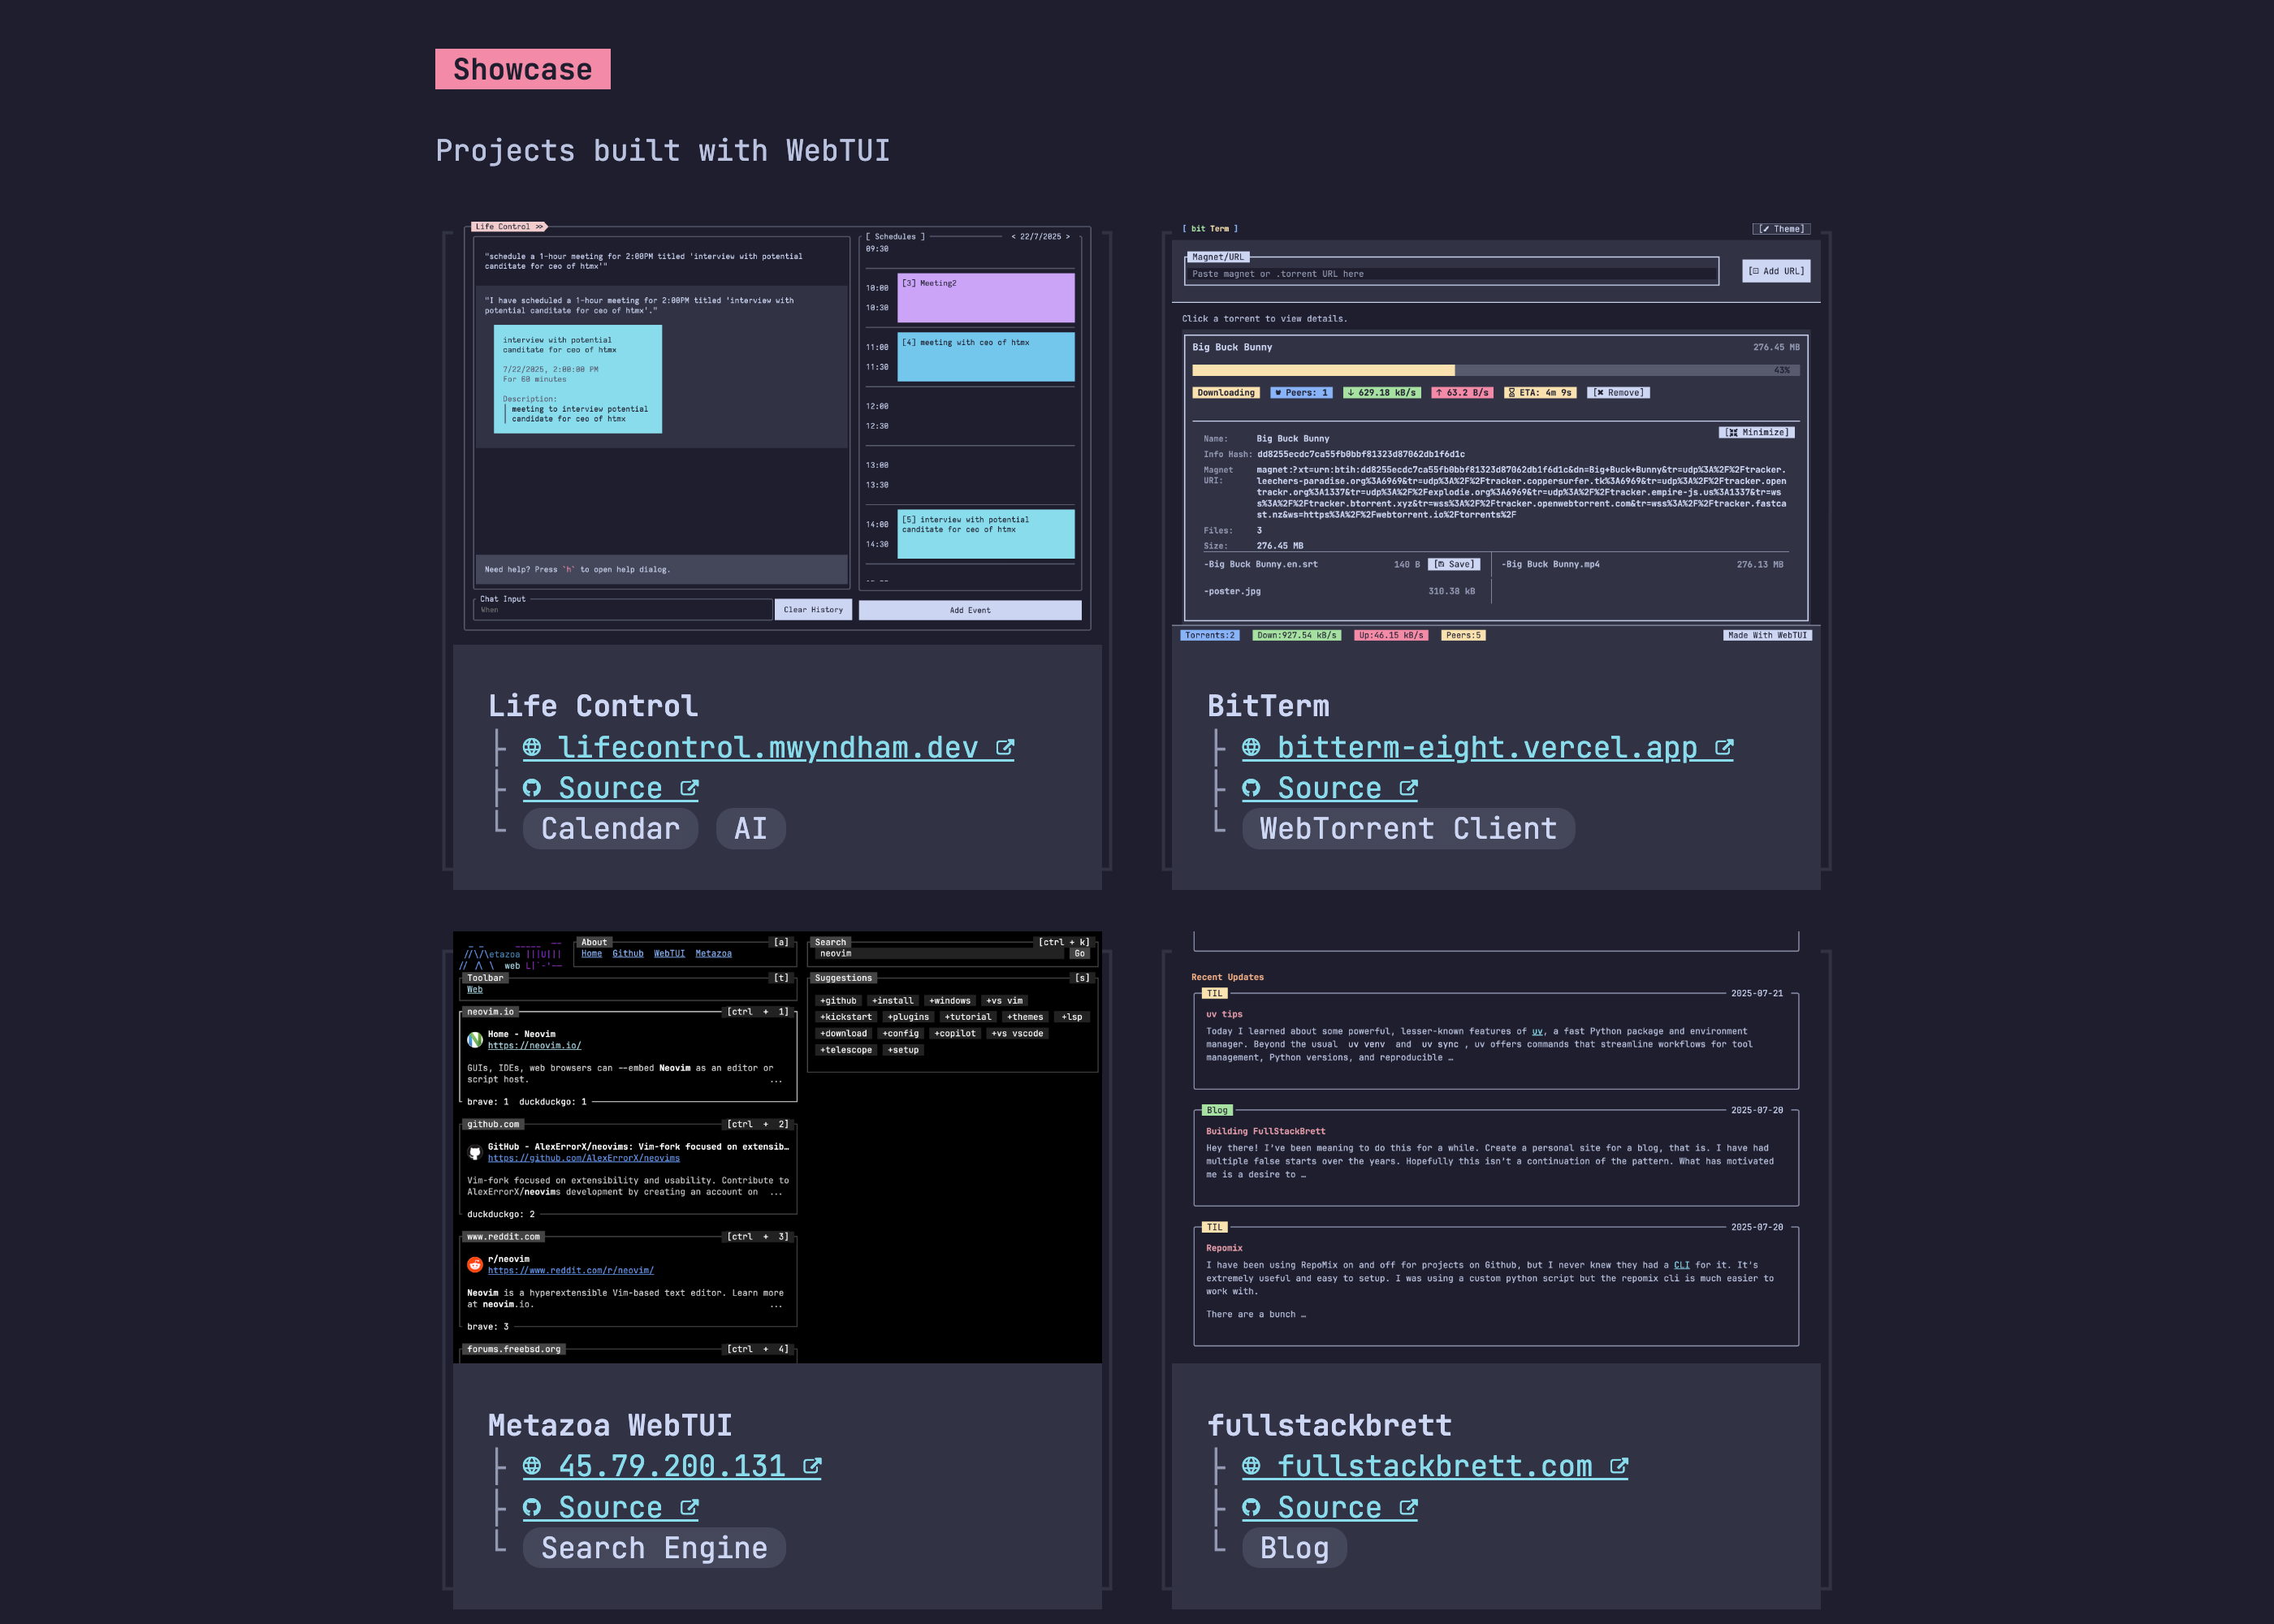 Showcase
Projects built with WebTUI
Life Control >>
"schedule a 1-hour meeting for 2:00PM titled 'interview with potential
canditate for ceo of htmx'"
"I have scheduled a 1-hour meeting for 2:00PM titled 'interview with
potential canditate for ceo of htmx'."
interview with potential
canditate for ceo of htmx
7/22/2025, 2:00:00 PM
For 60 minutes
Description:
meeting to interview potential
candidate for ceo of htmx
Need help? Press `h` to open help dialog.
Chat Input
When
Clear History
[ Schedules ]
< 22/7/2025 >
09:30
10:00
[3] Meeting2
10:30
11:00
[4] meeting with ceo of htmx
11:30
12:00
12:30
13:00
13:30
14:00
[5] interview with potential
canditate for ceo of htmx
14:30
Add Event
Life Control
lifecontrol.mwyndham.dev
Source
Calendar AI
[ bit Term ]
[ Theme]
Magnet/URL
Paste magnet or .torrent URL here
[ Add URL]
Click a torrent to view details.
Big Buck Bunny 276.45 MB
43%
Downloading Peers: 1 ↓ 629.18 kB/s ↑ 63.2 B/s ETA: 4m 9s [✖ Remove]
[ Minimize]
Name: Big Buck Bunny
Info Hash: dd8255ecdc7ca55fb0bbf81323d87062db1f6d1c
Magnet URI: magnet:?xt=urn:btih:dd8255ecdc7ca55fb0bbf81323d87062db1f6d1c&dn=Big+Buck+Bunny&tr=udp%3A%2F%2Ftracker.
leechers-paradise.org%3A6969&tr=udp%3A%2F%2Ftracker.coppersurfer.tk%3A6969&tr=udp%3A%2F%2Ftracker.open
trackr.org%3A1337&tr=udp%3A%2F%2Fexplodie.org%3A6969&tr=udp%3A%2F%2Ftracker.empire-js.us%3A1337&tr=ws
s%3A%2F%2Ftracker.btorrent.xyz&tr=wss%3A%2F%2Ftracker.openwebtorrent.com&tr=wss%3A%2F%2Ftracker.fastca
st.nz&ws=https%3A%2F%2Fwebtorrent.io%2Ftorrents%2F
Files: 3
Size: 276.45 MB
-Big Buck Bunny.en.srt 140 B [ Save]
-Big Buck Bunny.mp4 276.13 MB
-poster.jpg 310.38 kB
Torrents:2 Down:927.54 kB/s Up:46.15 kB/s Peers:5 Made With WebTUI
BitTerm
bitterm-eight.vercel.app
Source
WebTorrent Client
etazoa
web
About [a]
Home Github WebTUI Metazoa
Toolbar [t]
Web
Search [ctrl + k]
neovim Go
Suggestions [s]
+github +install +windows +vs vim
+kickstart +plugins +tutorial +themes +lsp
+download +config +copilot +vs vscode
+telescope +setup
neovim.io [ctrl + 1]
Home - Neovim
https://neovim.io/
GUIs, IDEs, web browsers can --embed Neovim as an editor or
script host. ...
brave: 1 duckduckgo: 1
github.com [ctrl + 2]
GitHub - AlexErrorX/neovims: Vim-fork focused on extensib…
https://github.com/AlexErrorX/neovims
Vim-fork focused on extensibility and usability. Contribute to
AlexErrorX/neovims development by creating an account on ...
duckduckgo: 2
www.reddit.com [ctrl + 3]
r/neovim
https://www.reddit.com/r/neovim/
Neovim is a hyperextensible Vim-based text editor. Learn more
at neovim.io. ...
brave: 3
forums.freebsd.org [ctrl + 4]
Metazoa WebTUI
45.79.200.131
Source
Search Engine
Recent Updates
TIL 2025-07-21
uv tips
Today I learned about some powerful, lesser-known features of uv, a fast Python package and environment
manager. Beyond the usual uv venv and uv sync , uv offers commands that streamline workflows for tool
management, Python versions, and reproducible …
Blog 2025-07-20
Building FullStackBrett
Hey there! I've been meaning to do this for a while. Create a personal site for a blog, that is. I have had
multiple false starts over the years. Hopefully this isn't a continuation of the pattern. What has motivated
me is a desire to …
TIL 2025-07-20
Repomix
I have been using RepoMix on and off for projects on Github, but I never knew they had a CLI for it. It's
extremely useful and easy to setup. I was using a custom python script but the repomix cli is much easier to
work with.
There are a bunch …
fullstackbrett
fullstackbrett.com
Source
Blog